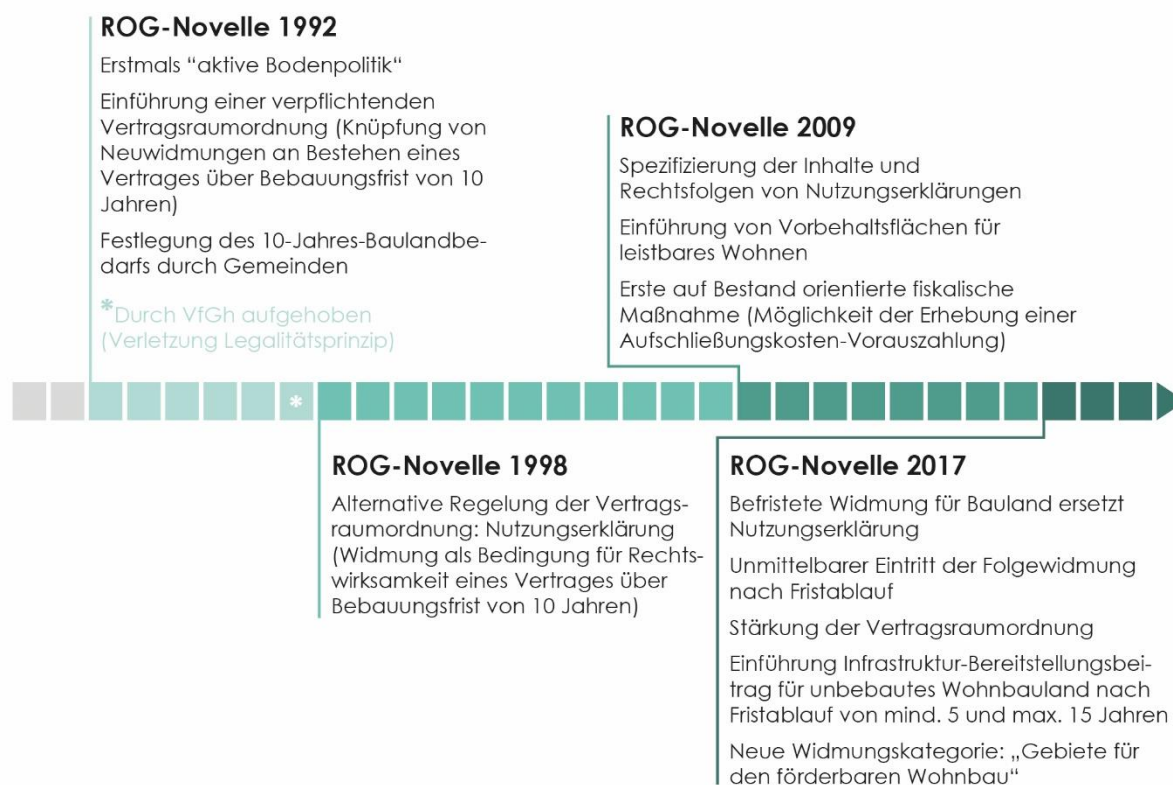 ROG-Novelle 1992
Erstmals “aktive Bodenpolitik“
Einführung einer verpflichtenden
Vertragsraumordnung (Knüpfung von
Neuwidmungen an Bestehen eines
Vertrages über Bebauungsfrist von 10
Jahren)
Festlegung des 10-Jahres-Baulandbe-
darfs durch Gemeinden
*Durch VfGh aufgehoben
(Verletzung Legalitätsprinzip)
ROG-Novelle 2009
Spezifizierung der Inhalte und
Rechtsfolgen von Nutzungserklärungen
Einführung von Vorbehaltsflächen für
leistbares Wohnen
Erste auf Bestand orientierte fiskalische
Maßnahme (Möglichkeit der Erhebung einer
Aufschließungskosten-Vorauszahlung)
*
ROG-Novelle 1998
Alternative Regelung der Vertrags-
raumordnung: Nutzungserklärung
(Widmung als Bedingung für Rechts-
wirksamkeit eines Vertrages über
Bebauungsfrist von 10 Jahren)
ROG-Novelle 2017
Befristete Widmung für Bauland ersetzt
Nutzungserklärung
Unmittelbarer Eintritt der Folgewidmung
nach Fristablauf
Stärkung der Vertragsraumordnung
Einführung Infrastruktur-Bereitstellungsbei-
trag für unbebautes Wohnbauland nach
Fristablauf von mind. 5 und max. 15 Jahren
Neue Widmungskategorie: „Gebiete für
den förderbaren Wohnbau“